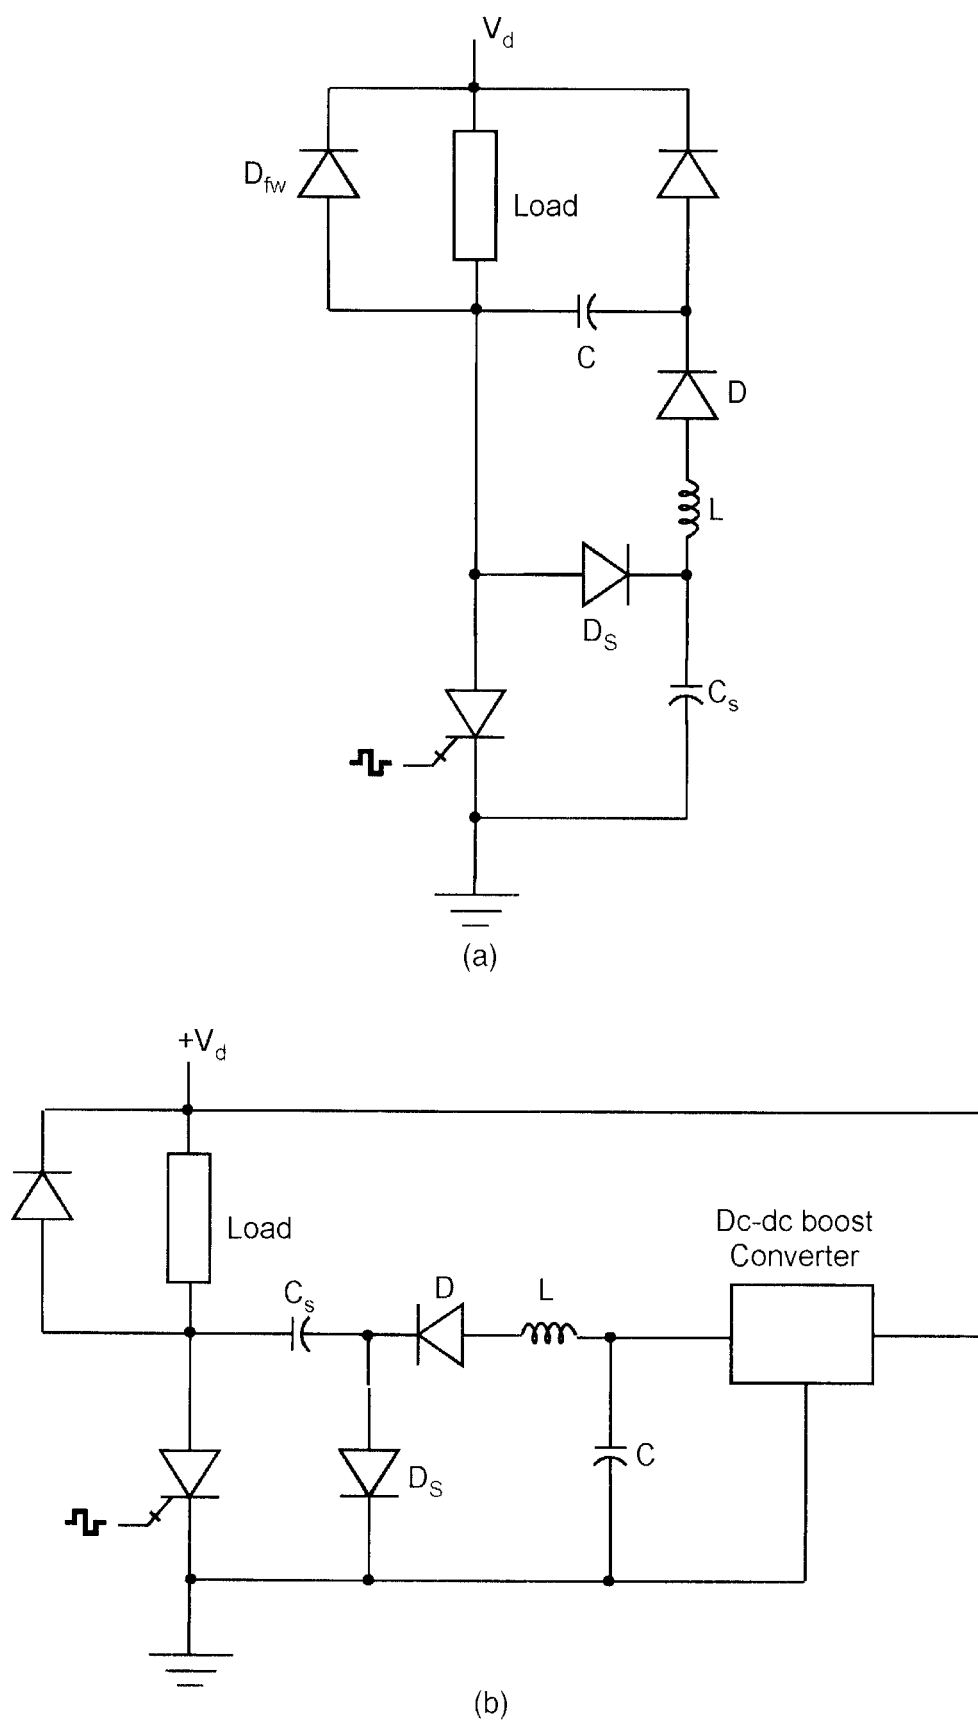 V_d
D_fw
Load
C
D
L
D_S
C_s
(a)
+V_d
Load
Dc-dc boost
Converter
C_s
D
L
C
D_S
(b)